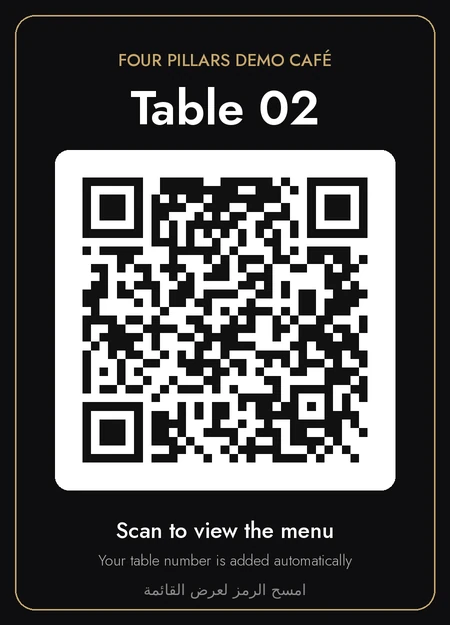 FOUR PILLARS DEMO CAFÉ
Table 02
Scan to view the menu
Your table number is added automatically
امسح الرمز لعرض القائمة